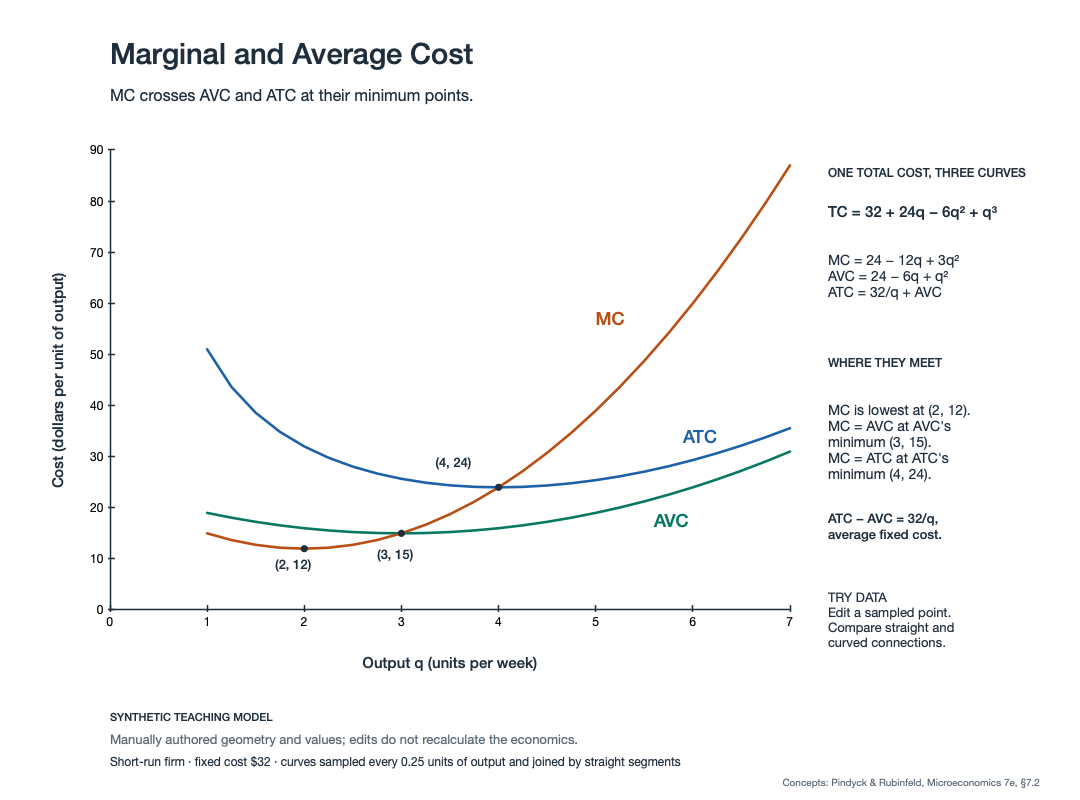 Marginal and Average Cost
MC crosses AVC and ATC at their minimum points.
90
80
70
60
50
40
30
20
10
0
0
1
2
3
4
5
6
7
Cost (dollars per unit of output)
Output q (units per week)
MC
ATC
AVC
(4, 24)
(3, 15)
(2, 12)
ONE TOTAL COST, THREE CURVES
TC = 32 + 24q − 6q² + q³
MC = 24 − 12q + 3q²
AVC = 24 − 6q + q²
ATC = 32/q + AVC
WHERE THEY MEET
MC is lowest at (2, 12).
MC = AVC at AVC's
minimum (3, 15).
MC = ATC at ATC's
minimum (4, 24).
ATC − AVC = 32/q,
average fixed cost.
TRY DATA
Edit a sampled point.
Compare straight and
curved connections.
SYNTHETIC TEACHING MODEL
Manually authored geometry and values; edits do not recalculate the economics.
Short-run firm · fixed cost $32 · curves sampled every 0.25 units of output and joined by straight segments
Concepts: Pindyck & Rubinfeld, Microeconomics 7e, §7.2